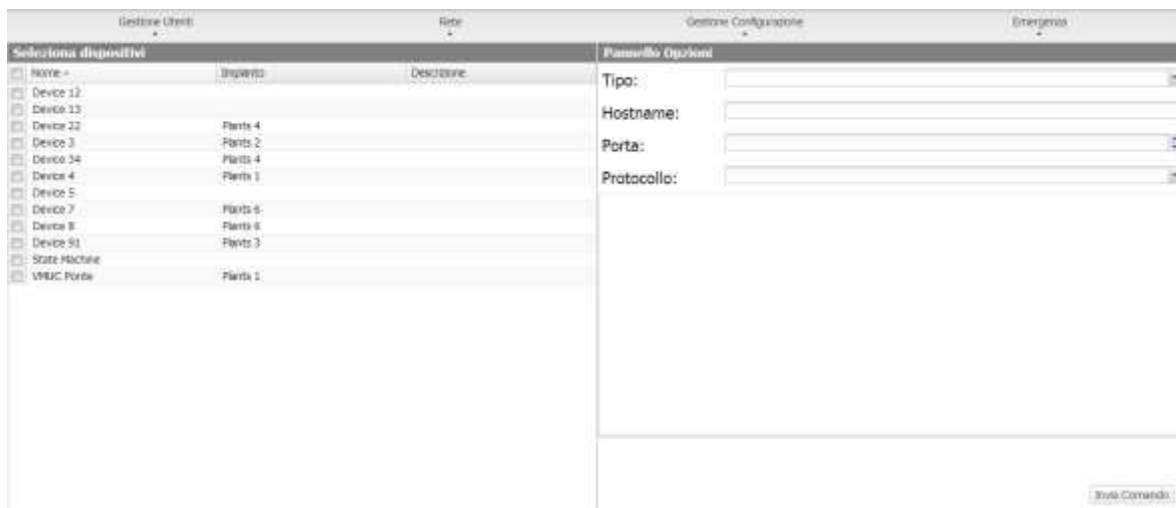 Gestione Utenti Rete Gestione Configurazione Emergenza
Seleziona dispositivi Pannello Opzioni
Nome Impianto Descrizione
Tipo:
Device 12
Device 13
Hostname:
Device 22 Plants 4
Device 3 Plants 2
Porta:
Device 34 Plants 4
Device 4 Plants 1
Protocollo:
Device 5
Device 7 Plants 6
Device 8 Plants 6
Device 91 Plants 3
State Machine
VMUC Ponte Plants 1
Invia Comando